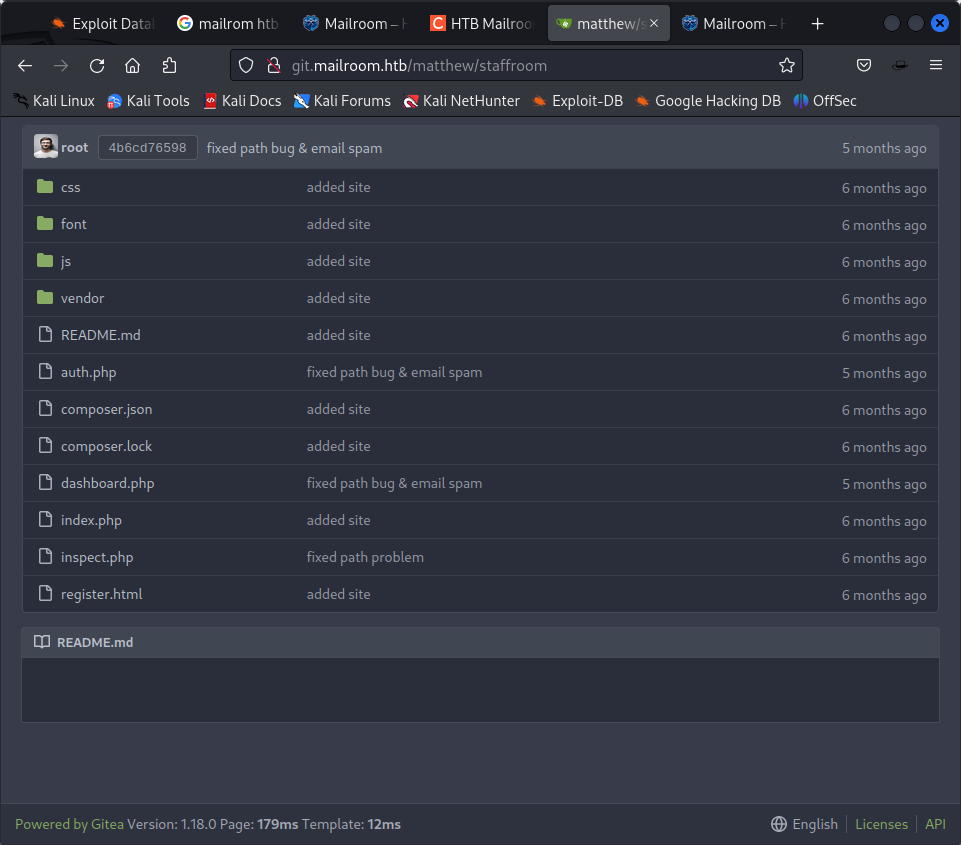 Exploit Data
mailrom htb
Mailroom – H
HTB Mailroo
matthew/s
Mailroom – H
git.mailroom.htb/matthew/staffroom
Kali Linux
Kali Tools
Kali Docs
Kali Forums
Kali NetHunter
Exploit-DB
Google Hacking DB
OffSec
root 4b6cd76598 fixed path bug & email spam 5 months ago
css added site 6 months ago
font added site 6 months ago
js added site 6 months ago
vendor added site 6 months ago
README.md added site 6 months ago
auth.php fixed path bug & email spam 5 months ago
composer.json added site 6 months ago
composer.lock added site 6 months ago
dashboard.php fixed path bug & email spam 5 months ago
index.php added site 6 months ago
inspect.php fixed path problem 6 months ago
register.html added site 6 months ago
README.md
Powered by Gitea Version: 1.18.0 Page: 179ms Template: 12ms
English
Licenses
API